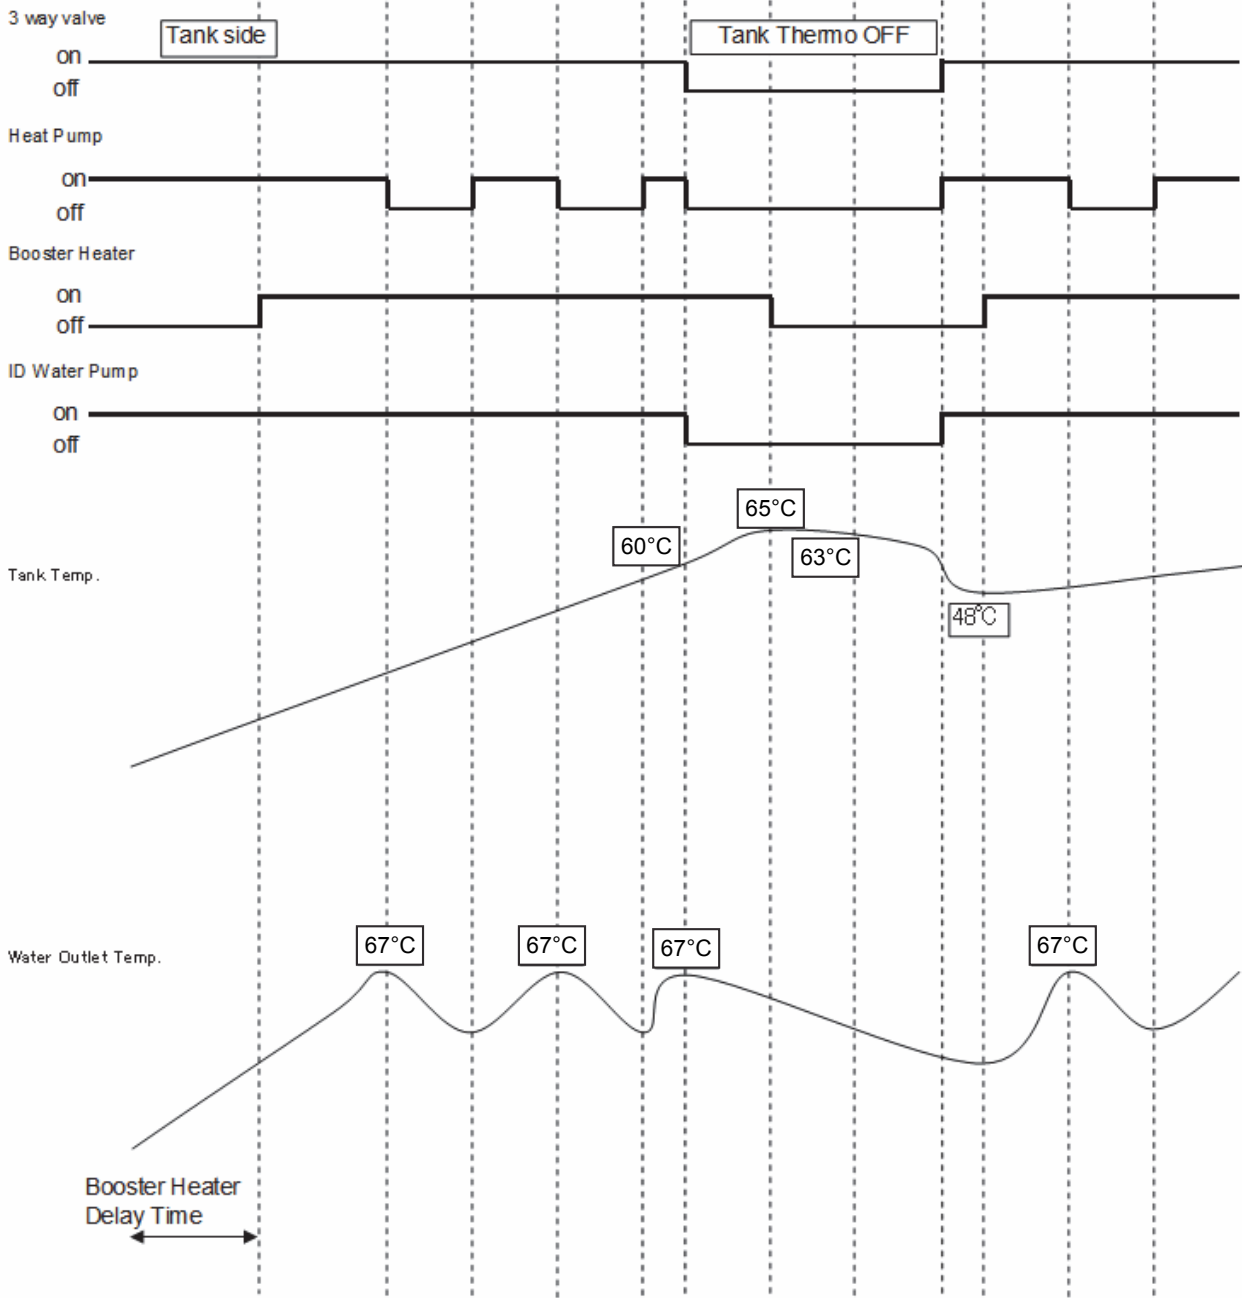 3 way valve
Tank side
Tank Thermo OFF
on
off
Heat Pump
on
off
Booster Heater
on
off
ID Water Pump
on
off
65°C
60°C
63°C
Tank Temp.
48°C
67°C
67°C
67°C
67°C
Water Outlet Temp.
Booster Heater
Delay Time